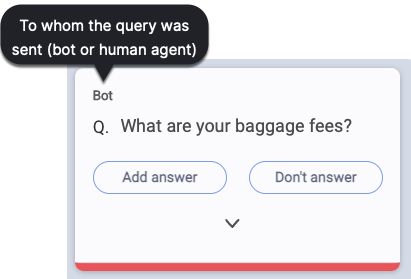 To whom the query was
sent (bot or human agent)
Bot
Q. What are your baggage fees?
Add answer Don't answer